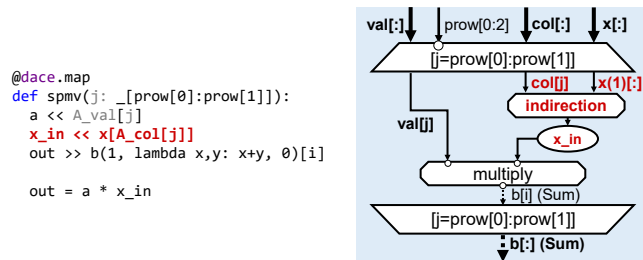 @dace.map
def spmv(j: _[prow[0]:prow[1]]):
a << A_val[j]
x_in << x[A_col[j]]
out >> b(1, lambda x,y: x+y, 0)[i]
out = a * x_in
val[:] prow[0:2] col[:] x[:]
[j=prow[0]:prow[1]]
col[j] x(1)[:]
indirection
val[j]
x_in
multiply
b[i] (Sum)
[j=prow[0]:prow[1]]
b[:] (Sum)